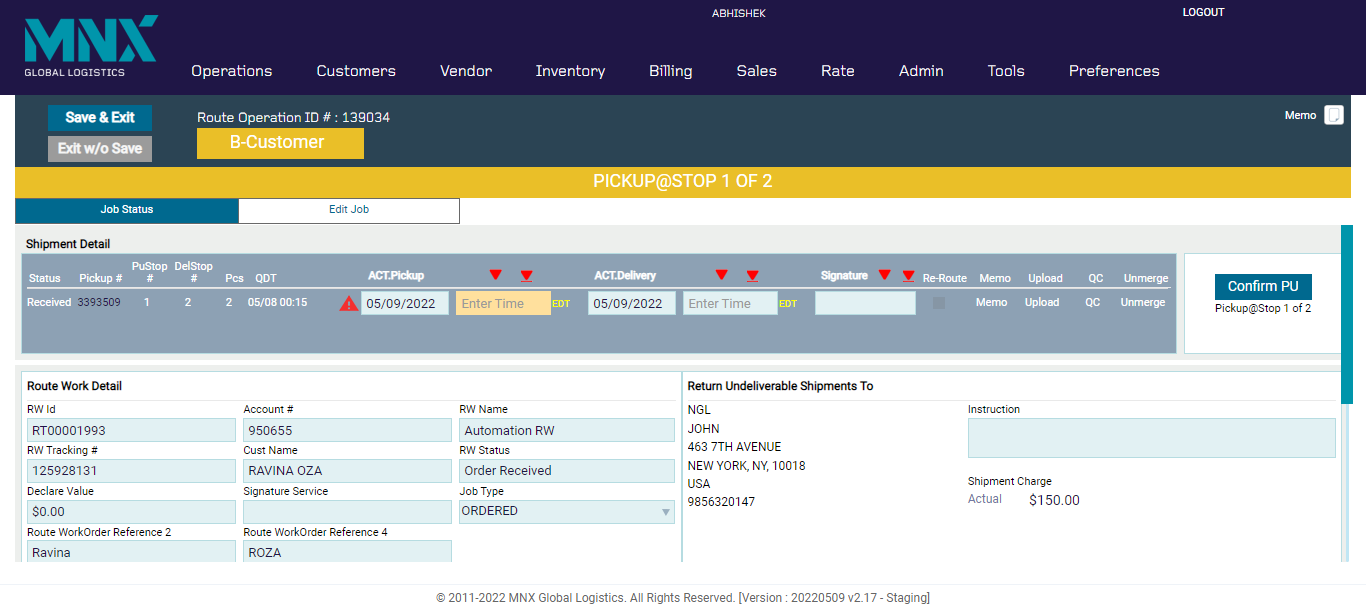 ABHISHEK
LOGOUT
MNX
GLOBAL LOGISTICS
Operations Customers Vendor Inventory Billing Sales Rate Admin Tools Preferences
Save & Exit
Route Operation ID # : 139034
Memo
Exit w/o Save
B-Customer
PICKUP@STOP 1 OF 2
Job Status Edit Job
Shipment Detail
Status Pickup # PuStop # DelStop # Pcs QDT ACT.Pickup ACT.Delivery Signature Re-Route Memo Upload QC Unmerge
Received 3393509 1 2 2 05/08 00:15 05/09/2022 Enter Time EDT 05/09/2022 Enter Time EDT Memo Upload QC Unmerge
Confirm PU
Pickup@Stop 1 of 2
Route Work Detail
RW Id Account # RW Name
RT00001993 950655 Automation RW
RW Tracking # Cust Name RW Status
125928131 RAVINA OZA Order Received
Declare Value Signature Service Job Type
$0.00 ORDERED
Route WorkOrder Reference 2 Route WorkOrder Reference 4
Ravina ROZA
Return Undeliverable Shipments To
NGL
JOHN
463 7TH AVENUE
NEW YORK, NY, 10018
USA
9856320147
Instruction
Shipment Charge
Actual $150.00
© 2011-2022 MNX Global Logistics. All Rights Reserved. [Version : 20220509 v2.17 - Staging]